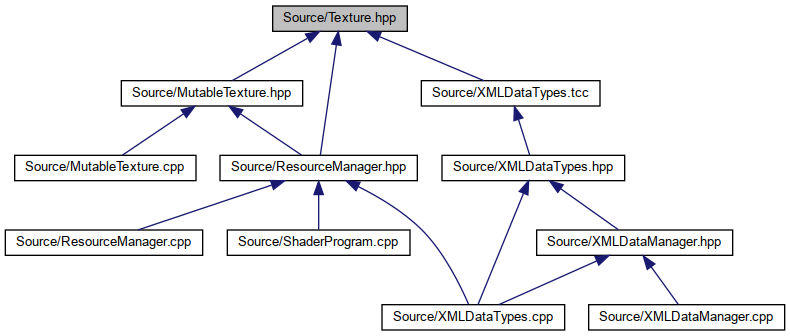 Source/Texture.hpp
Source/MutableTexture.hpp
Source/XMLDataTypes.tcc
Source/MutableTexture.cpp
Source/ResourceManager.hpp
Source/XMLDataTypes.hpp
Source/ResourceManager.cpp
Source/ShaderProgram.cpp
Source/XMLDataManager.hpp
Source/XMLDataTypes.cpp
Source/XMLDataManager.cpp